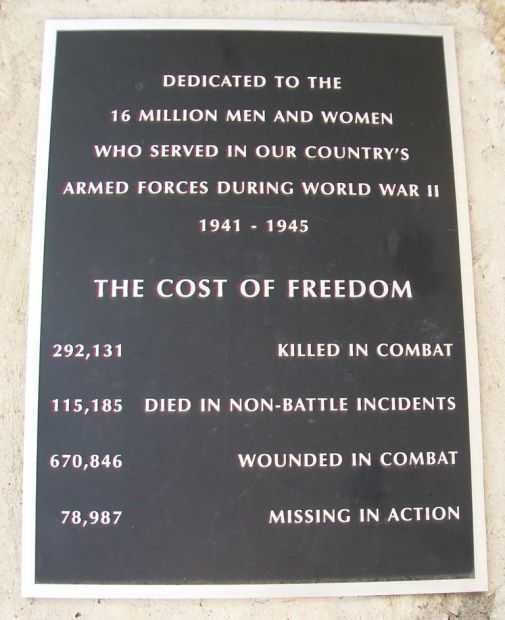 DEDICATED TO THE
16 MILLION MEN AND WOMEN
WHO SERVED IN OUR COUNTRY'S
ARMED FORCES DURING WORLD WAR II
1941 - 1945
THE COST OF FREEDOM
292,131 KILLED IN COMBAT
115,185 DIED IN NON-BATTLE INCIDENTS
670,846 WOUNDED IN COMBAT
78,987 MISSING IN ACTION